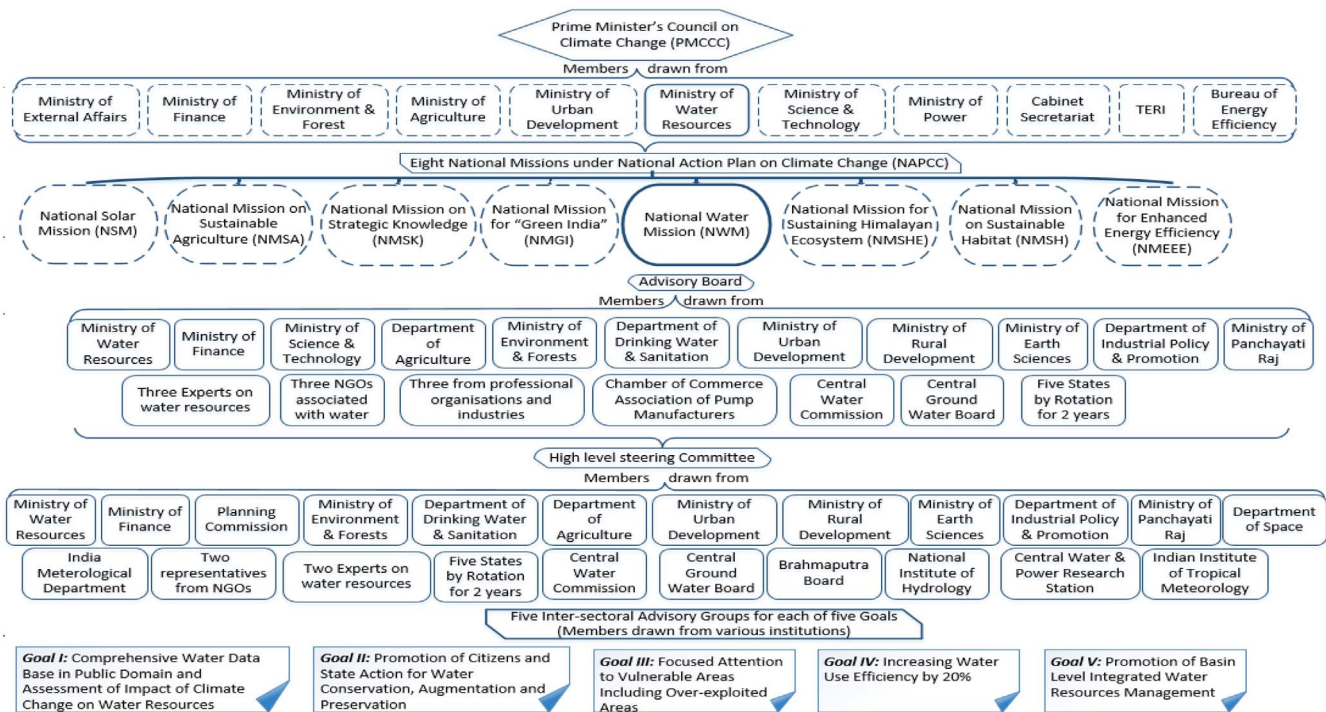 Prime Minister's Council on
Climate Change (PMCCC)
Members drawn from
Ministry of
External Affairs
Ministry of
Finance
Ministry of
Environment &
Forest
Ministry of
Agriculture
Ministry of
Urban
Development
Ministry of
Water
Resources
Ministry of
Science &
Technology
Ministry of
Power
Cabinet
Secretariat
TERI
Bureau of
Energy
Efficiency
Eight National Missions under National Action Plan on Climate Change (NAPCC)
National Solar
Mission (NSM)
National Mission on
Sustainable
Agriculture (NMSA)
National Mission on
Strategic Knowledge
(NMSK)
National Mission
for "Green India"
(NMGI)
National Water
Mission (NWM)
National Mission for
Sustaining Himalayan
Ecosystem (NMSHE)
National Mission
on Sustainable
Habitat (NMSH)
National Mission
for Enhanced
Energy Efficiency
(NMEEE)
Advisory Board
Members drawn from
Ministry of
Water
Resources
Ministry of
Finance
Ministry of
Science &
Technology
Department
of
Agriculture
Ministry of
Environment
& Forests
Department of
Drinking Water
& Sanitation
Ministry of
Urban
Development
Ministry of
Rural
Development
Ministry of
Earth
Sciences
Department of
Industrial Policy
& Promotion
Ministry of
Panchayati
Raj
Three Experts on
water resources
Three NGOs
associated
with water
Three from professional
organisations and
industries
Chamber of Commerce
Association of Pump
Manufacturers
Central
Water
Commission
Central
Ground
Water Board
Five States
by Rotation
for 2 years
High level steering Committee
Members drawn from
Ministry of
Water
Resources
Ministry of
Finance
Planning
Commission
Ministry of
Environment
& Forests
Department of
Drinking Water
& Sanitation
Department
of
Agriculture
Ministry of
Urban
Development
Ministry of
Rural
Development
Ministry of
Earth
Sciences
Department of
Industrial Policy
& Promotion
Ministry of
Panchayati
Raj
Department
of Space
India
Meterological
Department
Two
representatives
from NGOs
Two Experts on
water resources
Five States
by Rotation
for 2 years
Central
Water
Commission
Central
Ground
Water Board
Brahmaputra
Board
National
Institute of
Hydrology
Central Water &
Power Research
Station
Indian Institute
of Tropical
Meteorology
Five Inter-sectoral Advisory Groups for each of five Goals
(Members drawn from various institutions)
Goal I: Comprehensive Water Data
Base in Public Domain and
Assessment of Impact of Climate
Change on Water Resources
Goal II: Promotion of Citizens and
State Action for Water
Conservation, Augmentation and
Preservation
Goal III: Focused Attention
to Vulnerable Areas
Including Over-exploited
Areas
Goal IV: Increasing Water
Use Efficiency by 20%
Goal V: Promotion of Basin
Level Integrated Water
Resources Management